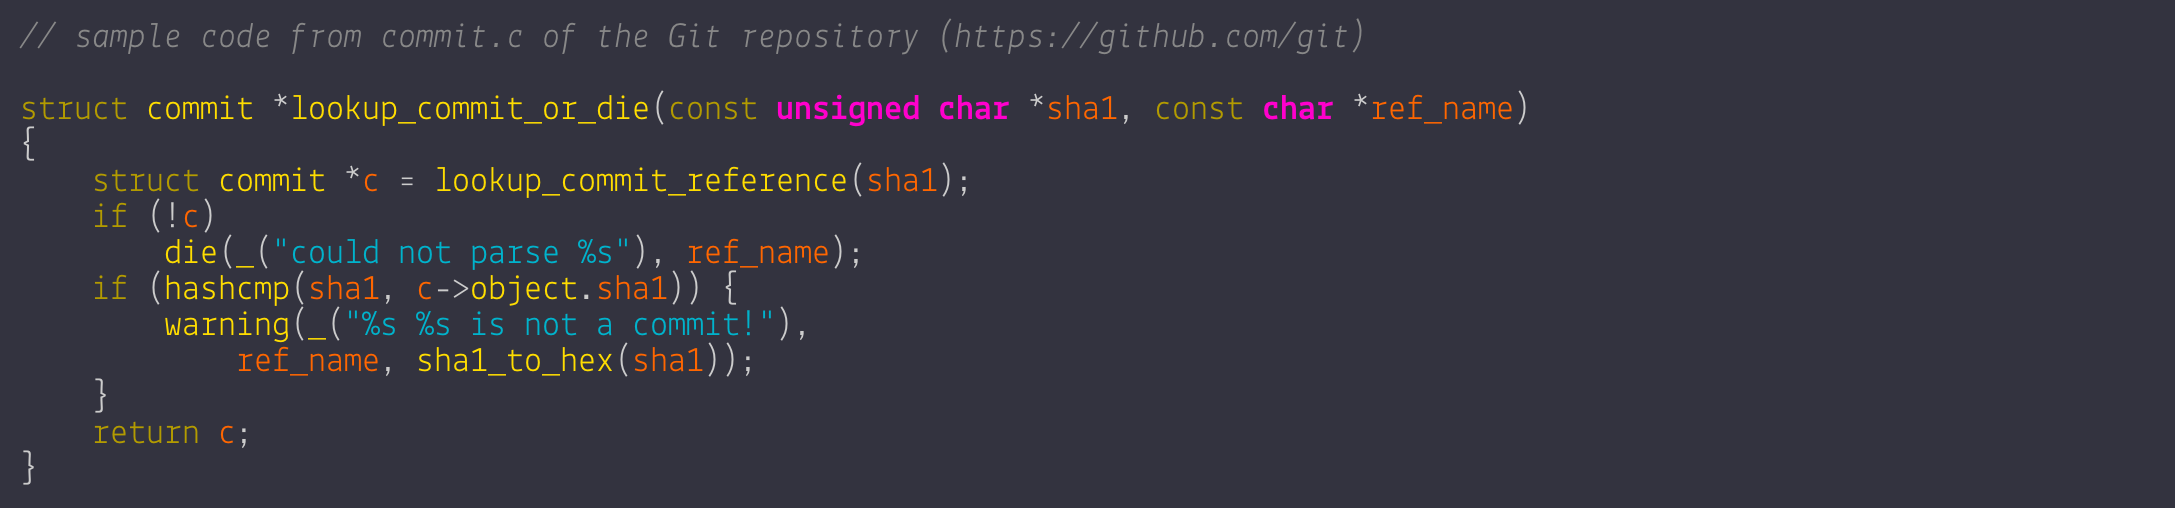 // sample code from commit.c of the Git repository (https://github.com/git)

struct commit *lookup_commit_or_die(const unsigned char *sha1, const char *ref_name)
{
    struct commit *c = lookup_commit_reference(sha1);
    if (!c)
        die(_("could not parse %s"), ref_name);
    if (hashcmp(sha1, c->object.sha1)) {
        warning(_("%s %s is not a commit!"),
            ref_name, sha1_to_hex(sha1));
    }
    return c;
}